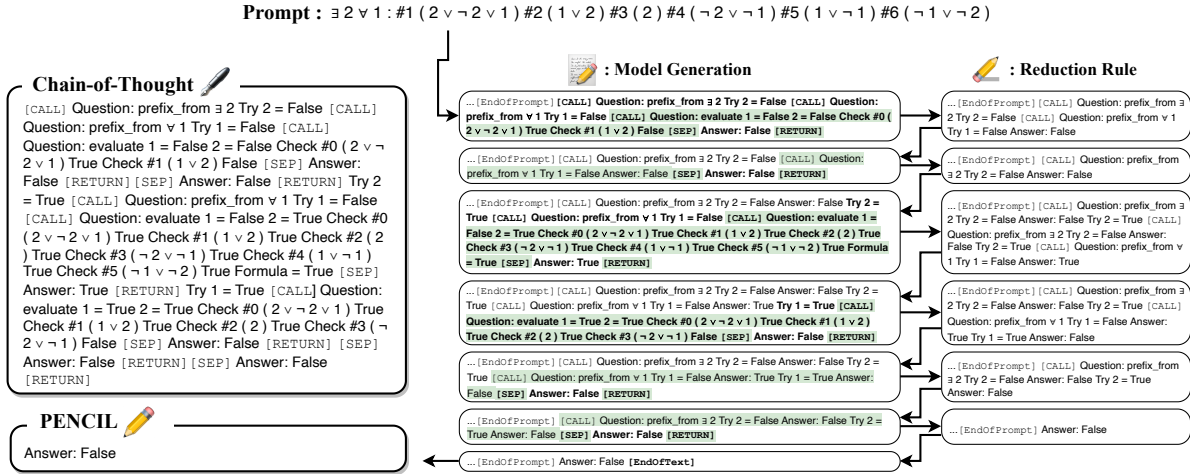 Prompt : ∃ 2 ∀ 1 : #1 ( 2 ∨ ¬ 2 ∨ 1 ) #2 ( 1 ∨ 2 ) #3 ( 2 ) #4 ( ¬ 2 ∨ ¬ 1 ) #5 ( 1 ∨ ¬ 1 ) #6 ( ¬ 1 ∨ ¬ 2 )
Chain-of-Thought
[CALL] Question: prefix_from ∃ 2 Try 2 = False [CALL]
Question: prefix_from ∀ 1 Try 1 = False [CALL]
Question: evaluate 1 = False 2 = False Check #0 ( 2 ∨ ¬
2 ∨ 1 ) True Check #1 ( 1 ∨ 2 ) False [SEP] Answer:
False [RETURN][SEP] Answer: False [RETURN] Try 2
= True [CALL] Question: prefix_from ∀ 1 Try 1 = False
[CALL] Question: evaluate 1 = False 2 = True Check #0
( 2 ∨ ¬ 2 ∨ 1 ) True Check #1 ( 1 ∨ 2 ) True Check #2 ( 2
) True Check #3 ( ¬ 2 ∨ ¬ 1 ) True Check #4 ( 1 ∨ ¬ 1 )
True Check #5 ( ¬ 1 ∨ ¬ 2 ) True Formula = True [SEP]
Answer: True [RETURN] Try 1 = True [CALL] Question:
evaluate 1 = True 2 = True Check #0 ( 2 ∨ ¬ 2 ∨ 1 ) True
Check #1 ( 1 ∨ 2 ) True Check #2 ( 2 ) True Check #3 ( ¬
2 ∨ ¬ 1 ) False [SEP] Answer: False [RETURN] [SEP]
Answer: False [RETURN][SEP] Answer: False
[RETURN]
PENCIL
Answer: False
: Model Generation
...[EndOfPrompt] [CALL] Question: prefix_from ∃ 2 Try 2 = False [CALL] Question:
prefix_from ∀ 1 Try 1 = False [CALL] Question: evaluate 1 = False 2 = False Check #0 (
2 ∨ ¬ 2 ∨ 1 ) True Check #1 ( 1 ∨ 2 ) False [SEP] Answer: False [RETURN]
...[EndOfPrompt][CALL] Question: prefix_from ∃ 2 Try 2 = False [CALL] Question:
prefix_from ∀ 1 Try 1 = False Answer: False [SEP] Answer: False [RETURN]
...[EndOfPrompt][CALL] Question: prefix_from ∃ 2 Try 2 = False Answer: False Try 2 =
True [CALL] Question: prefix_from ∀ 1 Try 1 = False [CALL] Question: evaluate 1 =
False 2 = True Check #0 ( 2 ∨ ¬ 2 ∨ 1 ) True Check #1 ( 1 ∨ 2 ) True Check #2 ( 2 ) True
Check #3 ( ¬ 2 ∨ ¬ 1 ) True Check #4 ( 1 ∨ ¬ 1 ) True Check #5 ( ¬ 1 ∨ ¬ 2 ) True Formula
= True [SEP] Answer: True [RETURN]
...[EndOfPrompt][CALL] Question: prefix_from ∃ 2 Try 2 = False Answer: False Try 2 =
True [CALL] Question: prefix_from ∀ 1 Try 1 = False Answer: True Try 1 = True [CALL]
Question: evaluate 1 = True 2 = True Check #0 ( 2 ∨ ¬ 2 ∨ 1 ) True Check #1 ( 1 ∨ 2 )
True Check #2 ( 2 ) True Check #3 ( ¬ 2 ∨ ¬ 1 ) False [SEP] Answer: False [RETURN]
...[EndOfPrompt][CALL] Question: prefix_from ∃ 2 Try 2 = False Answer: False Try 2 =
True [CALL] Question: prefix_from ∀ 1 Try 1 = False Answer: True Try 1 = True Answer:
False [SEP] Answer: False [RETURN]
...[EndOfPrompt] [CALL] Question: prefix_from ∃ 2 Try 2 = False Answer: False Try 2 =
True Answer: False [SEP] Answer: False [RETURN]
...[EndOfPrompt] Answer: False [EndOfText]
: Reduction Rule
...[EndOfPrompt][CALL] Question: prefix_from ∃
2 Try 2 = False [CALL] Question: prefix_from ∀ 1
Try 1 = False Answer: False
...[EndOfPrompt][CALL] Question: prefix_from
∃ 2 Try 2 = False Answer: False
...[EndOfPrompt][CALL] Question: prefix_from ∃
2 Try 2 = False Answer: False Try 2 = True [CALL]
Question: prefix_from ∃ 2 Try 2 = False Answer:
False Try 2 = True [CALL] Question: prefix_from ∀
1 Try 1 = False Answer: True
...[EndOfPrompt][CALL] Question: prefix_from ∃
2 Try 2 = False Answer: False Try 2 = True [CALL]
Question: prefix_from ∀ 1 Try 1 = False Answer:
True Try 1 = True Answer: False
...[EndOfPrompt][CALL] Question: prefix_from
∃ 2 Try 2 = False Answer: False Try 2 = True
Answer: False
...[EndOfPrompt] Answer: False